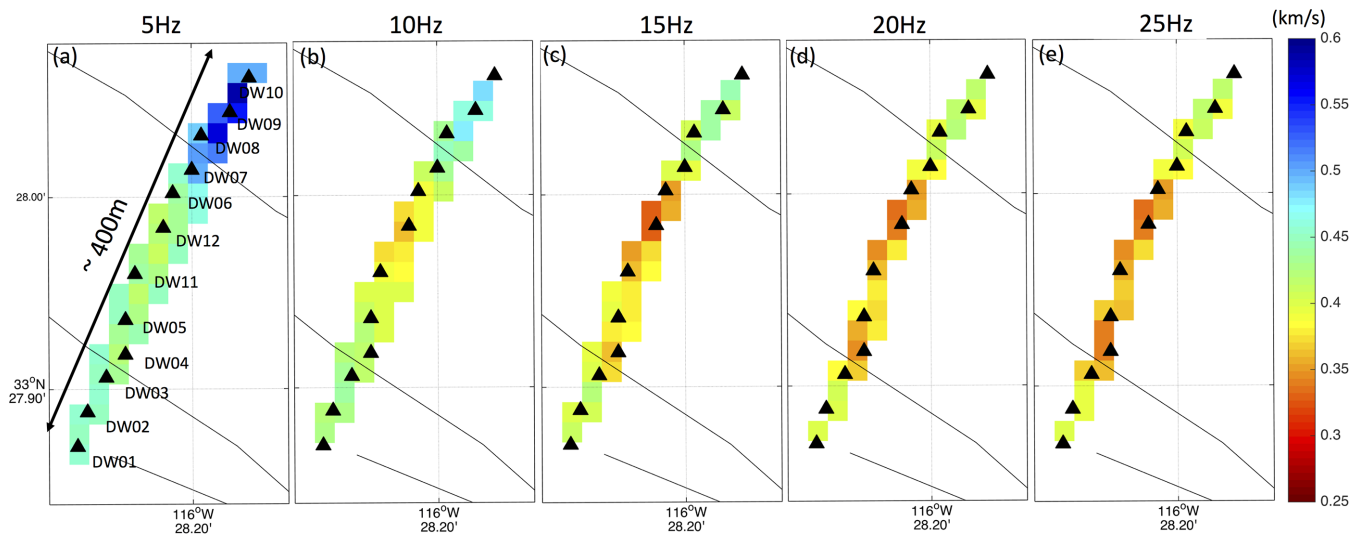 5Hz 10Hz 15Hz 20Hz 25Hz (km/s)
(a) (b) (c) (d) (e)
0.6
0.55
0.5
0.45
0.4
0.35
0.3
0.25
DW10
DW09
DW08
DW07
28.00'
DW06
DW12
~ 400m
DW11
DW05
DW04
33°N
27.90'
DW03
DW02
DW01
116°W 116°W 116°W 116°W 116°W
28.20' 28.20' 28.20' 28.20' 28.20'